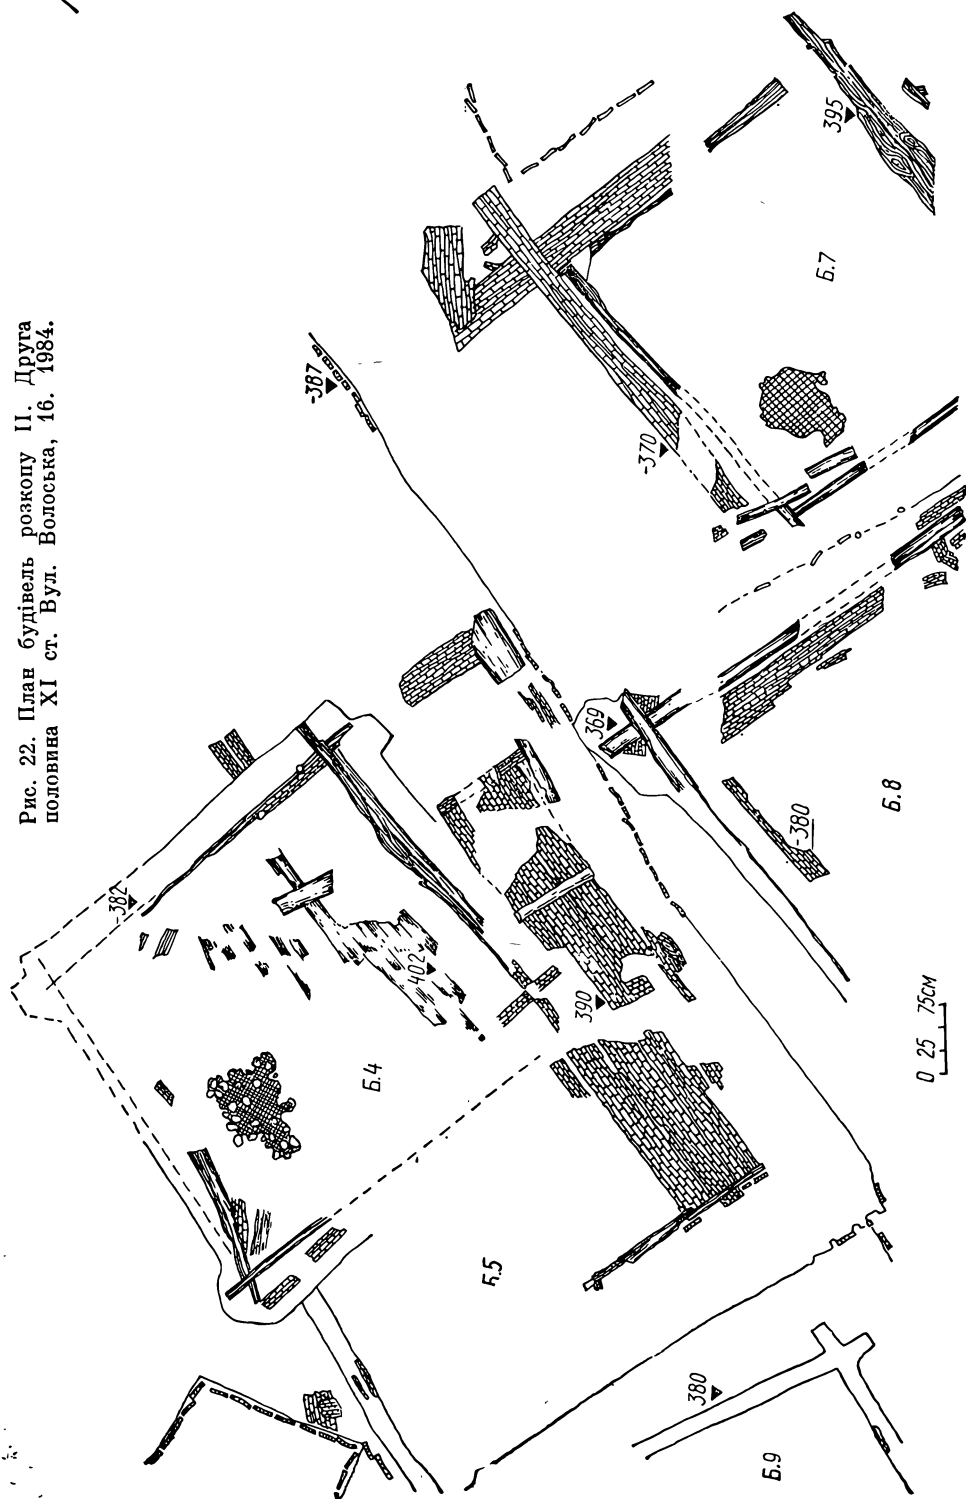 Рис. 22. План будівель розкопу II. Друга
половина XI ст. Вул. Волоська, 16. 1984.
-382
402
Б.4
-387
-370
395
Б.7
369
390
-380
Б.8
Б.5
380
Б.9
0 25 75см